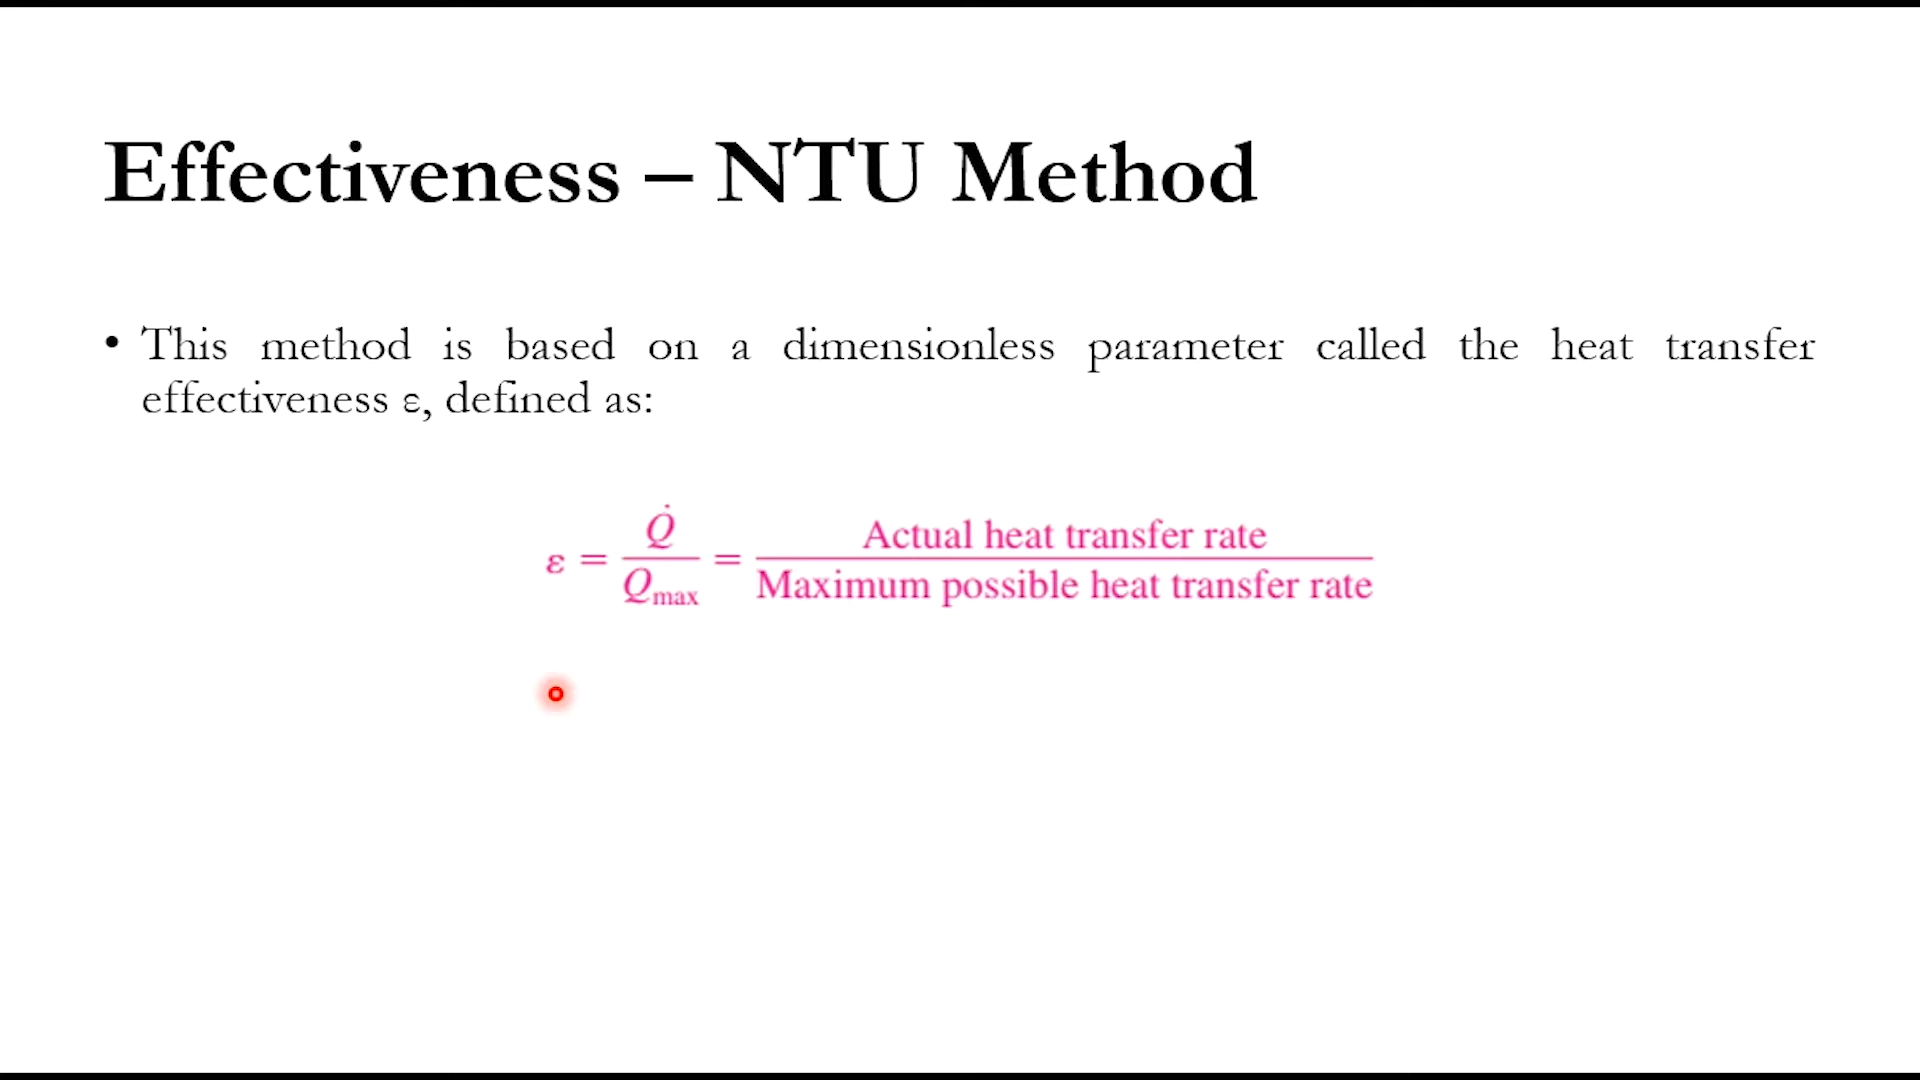 Effectiveness – NTU Method
• This method is based on a dimensionless parameter called the heat transfer
effectiveness ε, defined as:
ε = Q̇ / Qmax = Actual heat transfer rate / Maximum possible heat transfer rate